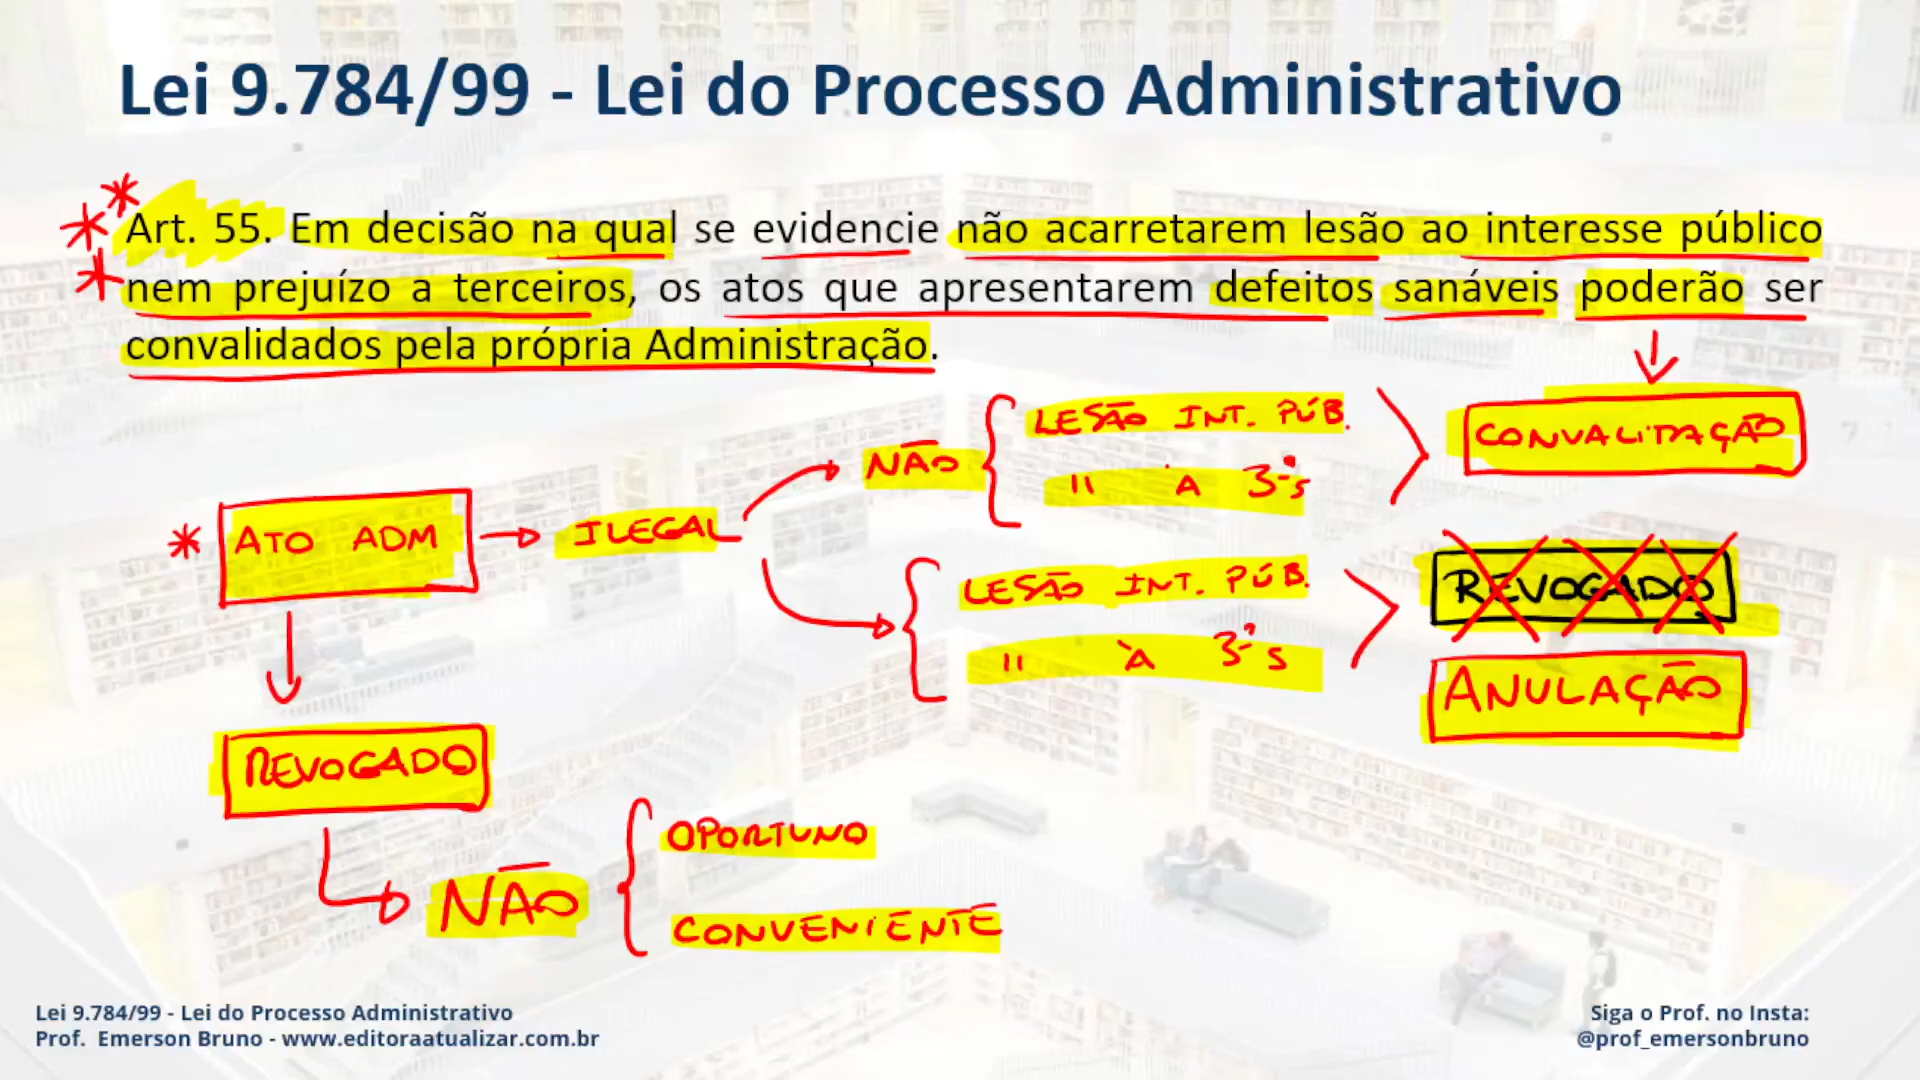 Lei 9.784/99 - Lei do Processo Administrativo
Art. 55. Em decisão na qual se evidencie não acarretarem lesão ao interesse público
nem prejuízo a terceiros, os atos que apresentarem defeitos sanáveis poderão ser
convalidados pela própria Administração.
LESÃO INT. PÚB.
CONVALIDAÇÃO
NÃO
" À 3ºs
ATO ADM
ILEGAL
LESÃO INT. PÚB.
REVOGADO
" À 3ºs
ANULAÇÃO
REVOGADO
OPORTUNO
NÃO
CONVENIENTE
Lei 9.784/99 - Lei do Processo Administrativo
Prof. Emerson Bruno - www.editoraatualizar.com.br
Siga o Prof. no Insta:
@prof_emersonbruno